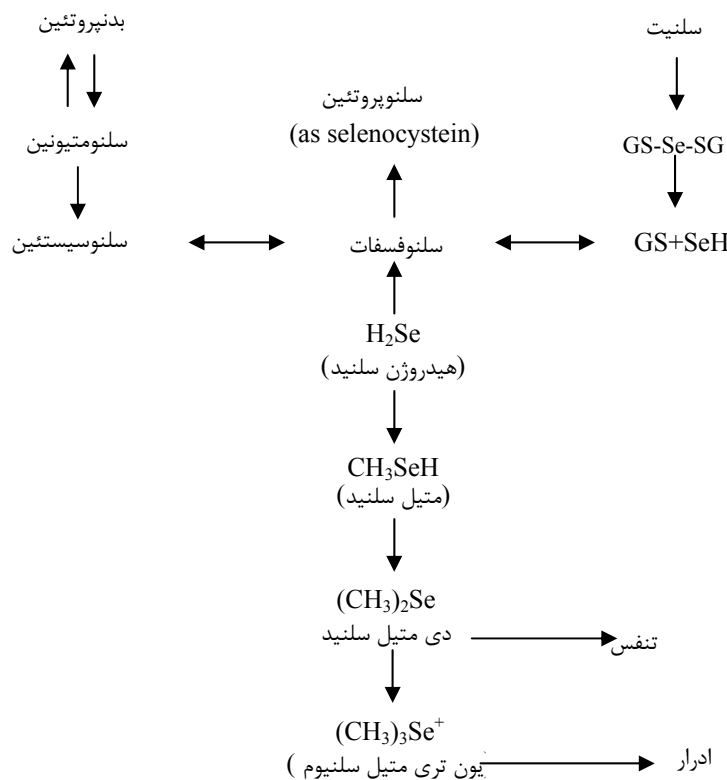 بدنپروتئین
سلنیت
سلنوپروتئین
(as selenocystein)
سلنومتیونین
GS-Se-SG
سلنوسیستئین
سلنوفسفات
GS+SeH
H₂Se
(هیدروژن سلنید)
CH₃SeH
(متیل سلنید)
(CH₃)₂Se
دی متیل سلنید
تنفس
(CH₃)₃Se⁺
یون تری متیل سلنیوم )
ادرار